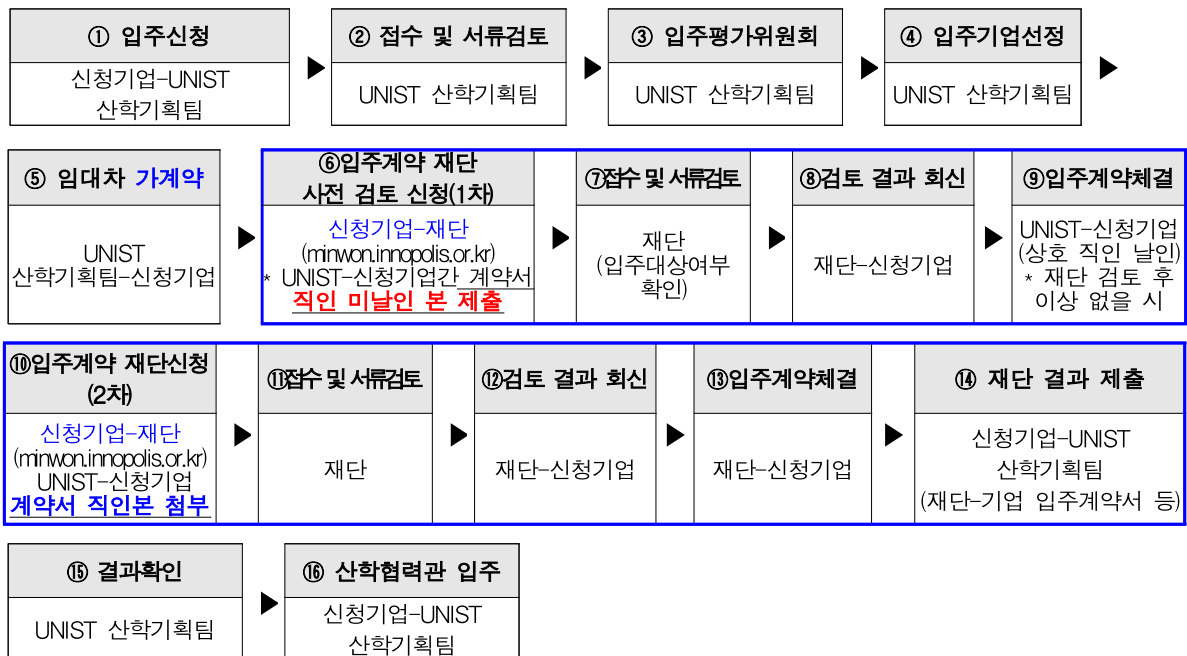 ① 입주신청
신청기업-UNIST
산학기획팀
② 접수 및 서류검토
UNIST 산학기획팀
③ 입주평가위원회
UNIST 산학기획팀
④ 입주기업선정
UNIST 산학기획팀
⑤ 임대차 가계약
UNIST
산학기획팀-신청기업
⑥입주계약 재단
사전 검토 신청(1차)
신청기업-재단
(minwon.innopolis.or.kr)
* UNIST-신청기업간 계약서
직인 미날인 본 제출
⑦접수 및 서류검토
재단
(입주대상여부
확인)
⑧검토 결과 회신
재단-신청기업
⑨입주계약체결
UNIST-신청기업
(상호 직인 날인)
* 재단 검토 후
이상 없을 시
⑩입주계약 재단신청
(2차)
신청기업-재단
(minwon.innopolis.or.kr)
UNIST-신청기업
계약서 직인본 첨부
⑪접수 및 서류검토
재단
⑫검토 결과 회신
재단-신청기업
⑬입주계약체결
재단-신청기업
⑭ 재단 결과 제출
신청기업-UNIST
산학기획팀
(재단-기업 입주계약서 등)
⑮ 결과확인
UNIST 산학기획팀
⑯ 산학협력관 입주
신청기업-UNIST
산학기획팀